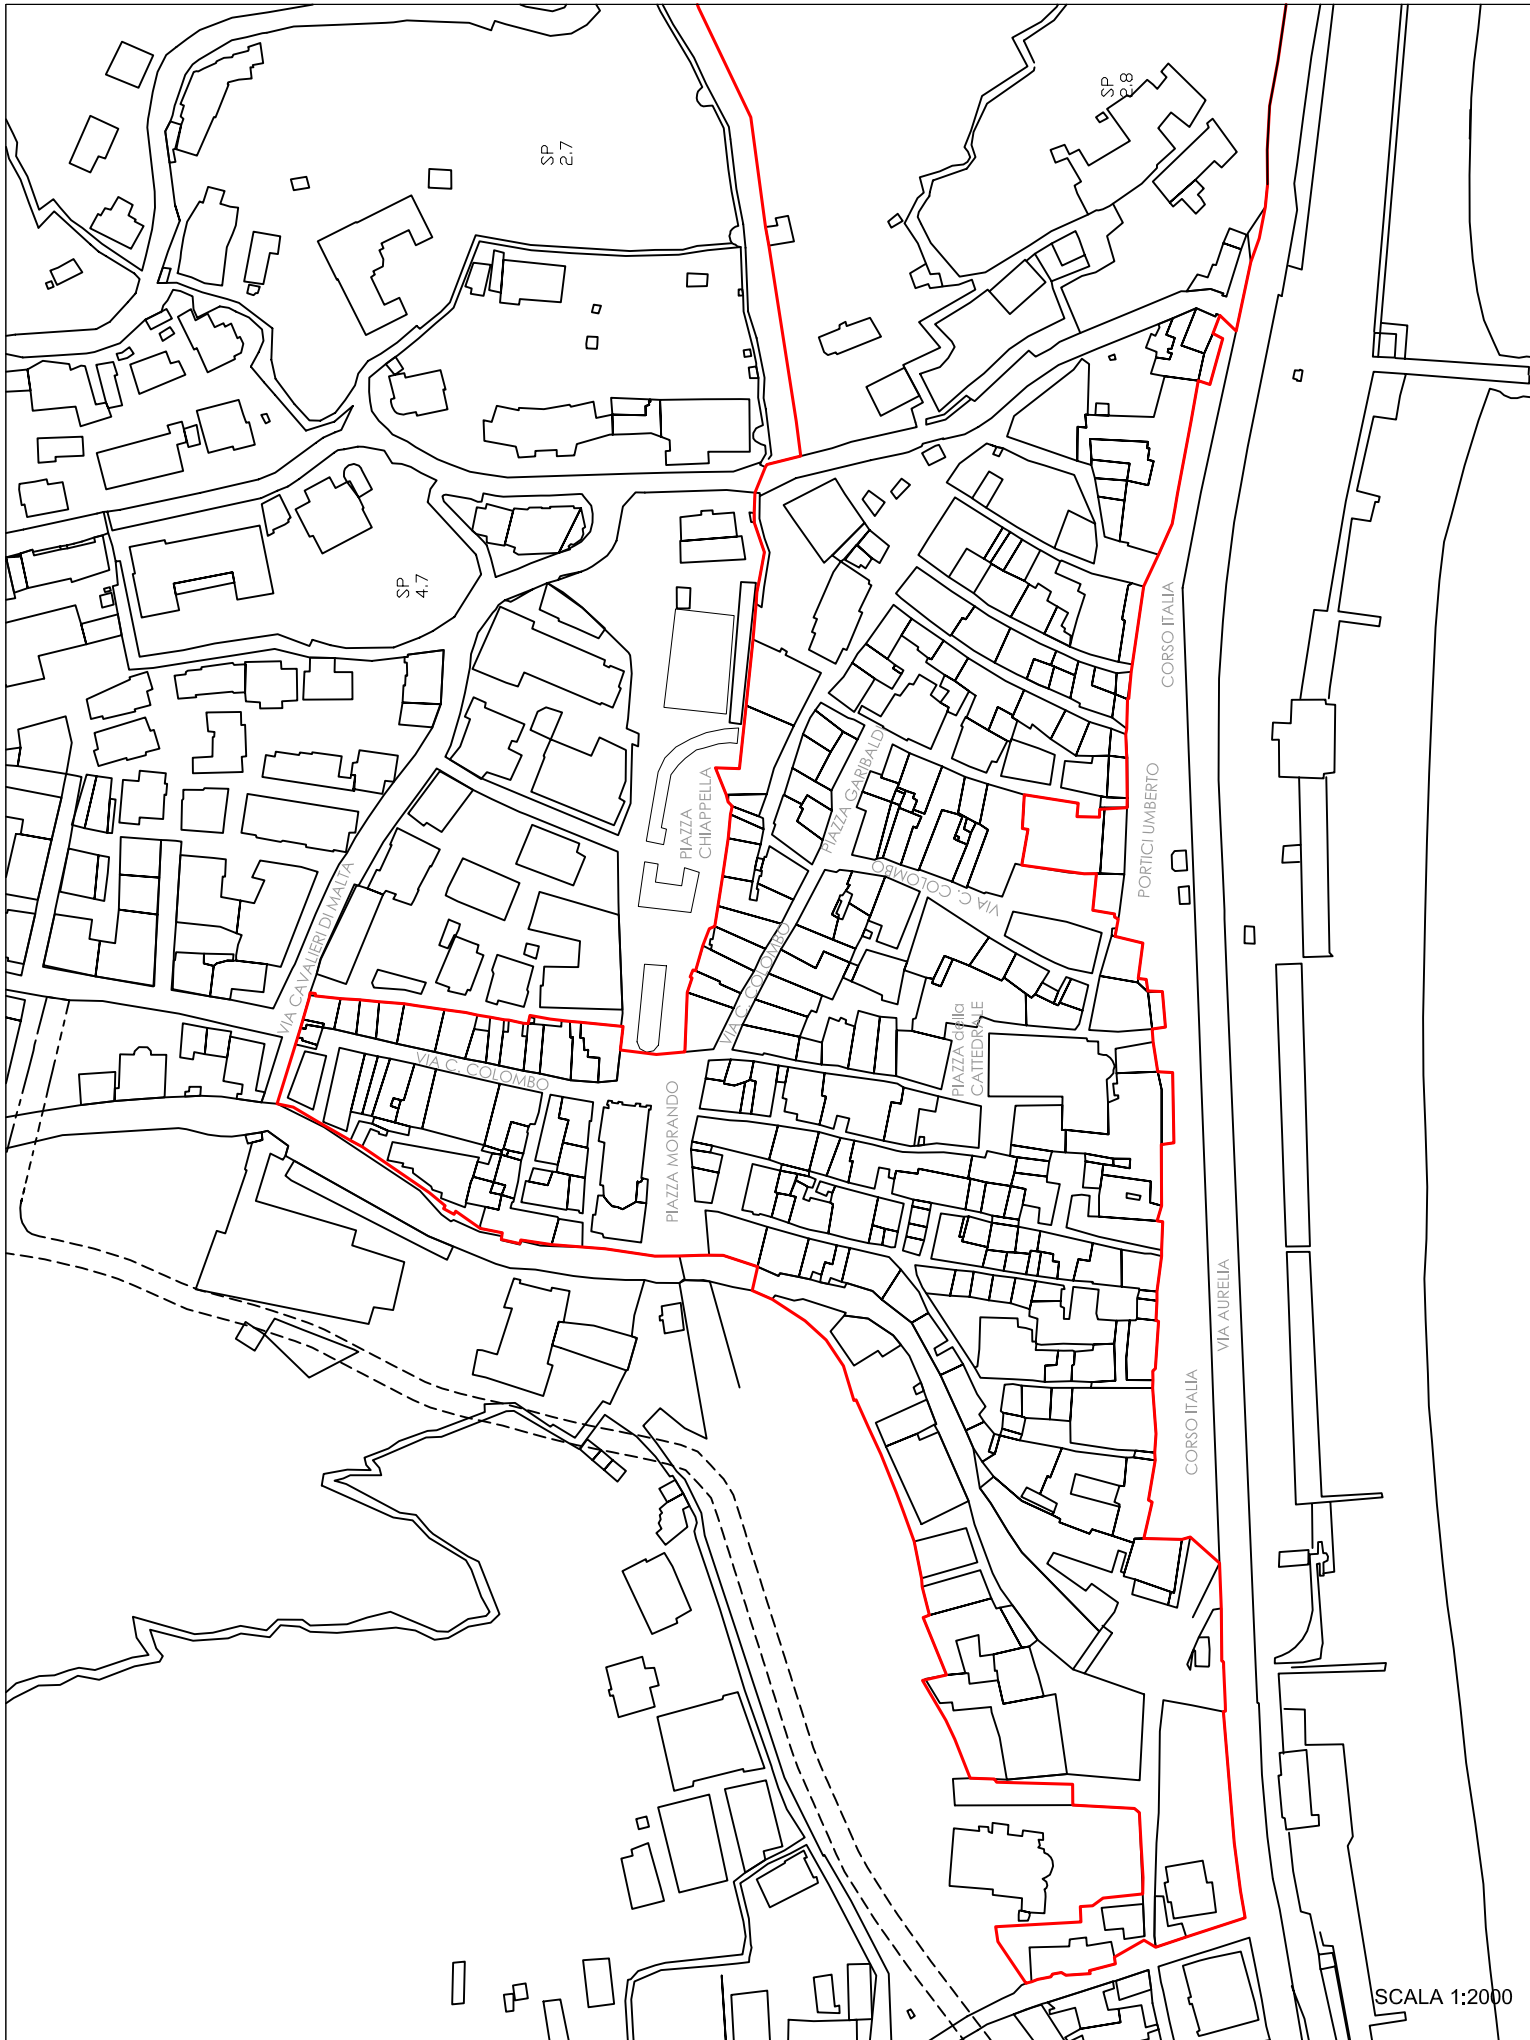 SP
2.8
SP
2.7
SP
4.7
CORSO ITALIA
PIAZZA GARIBALDI
PIAZZA
CHIAPPELLA
PORTICI UMBERTO
VIA C. COLOMBO
VIA CAVALIERI DI MALTA
VIA C. COLOMBO
PIAZZA della
CATTEDRALE
VIA C. COLOMBO
PIAZZA MORANDO
VIA AURELIA
CORSO ITALIA
SCALA 1:2000